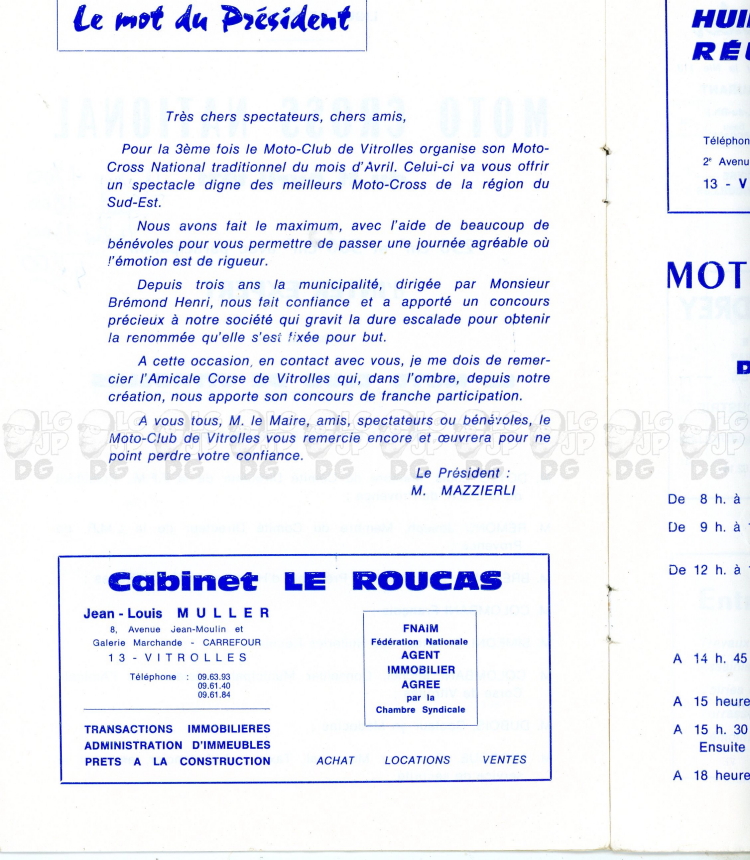 Le mot du Président
Très chers spectateurs, chers amis,
Pour la 3ème fois le Moto-Club de Vitrolles organise son Moto-
Cross National traditionnel du mois d'Avril. Celui-ci va vous offrir
un spectacle digne des meilleurs Moto-Cross de la région du
Sud-Est.
Nous avons fait le maximum, avec l'aide de beaucoup de
bénévoles pour vous permettre de passer une journée agréable où
l'émotion est de rigueur.
Depuis trois ans la municipalité, dirigée par Monsieur
Brémond Henri, nous fait confiance et a apporté un concours
précieux à notre société qui gravit la dure escalade pour obtenir
la renommée qu'elle s'est fixée pour but.
A cette occasion, en contact avec vous, je me dois de remer-
cier l'Amicale Corse de Vitrolles qui, dans l'ombre, depuis notre
création, nous apporte son concours de franche participation.
A vous tous, M. le Maire, amis, spectateurs ou bénévoles, le
Moto-Club de Vitrolles vous remercie encore et œuvrera pour ne
point perdre votre confiance.
Le Président :
M. MAZZIERLI
Cabinet LE ROUCAS
Jean-Louis MULLER
8, Avenue Jean-Moulin et
Galerie Marchande - CARREFOUR
13 - VITROLLES
Téléphone : 09.63.93
09.61.40
09.61.84
TRANSACTIONS IMMOBILIERES
ADMINISTRATION D'IMMEUBLES
PRETS A LA CONSTRUCTION
FNAIM
Fédération Nationale
AGENT
IMMOBILIER
AGREE
par la
Chambre Syndicale
ACHAT LOCATIONS VENTES
HUI
RÉ
Téléphon
2e Avenu
13 - V
MOT
D
De 8 h. à
De 9 h. à
De 12 h. à
A 14 h. 45
A 15 heure
A 15 h. 30
Ensuite
A 18 heure
LG JP DG